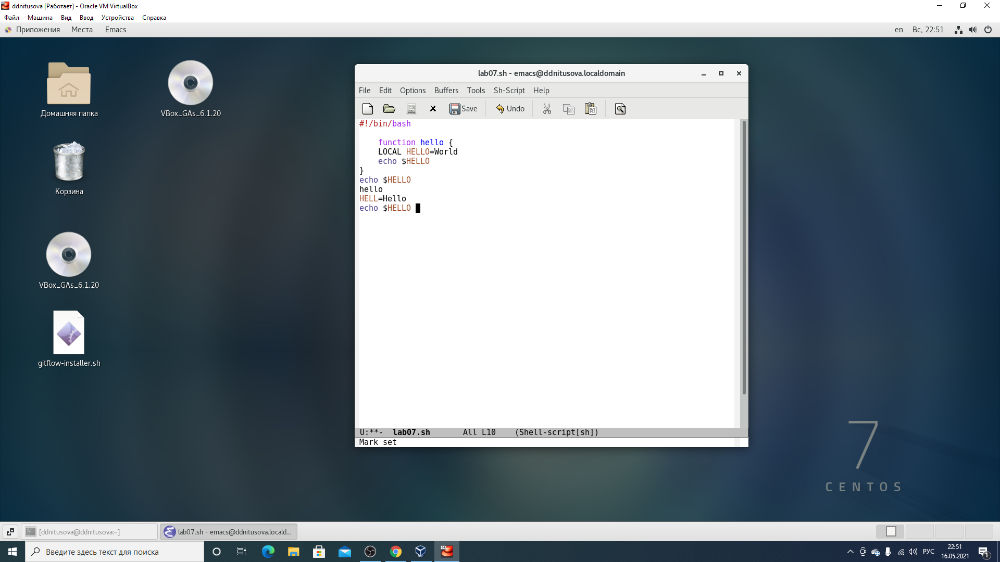 ddnitusova [Работает] - Oracle VM VirtualBox
Файл Машина Вид Ввод Устройства Справка
Приложения Места Emacs en Вс, 22:51
Домашняя папка
VBox_GAs_6.1.20
Корзина
VBox_GAs_6.1.20
gitflow-installer.sh
lab07.sh - emacs@ddnitusova.localdomain
File Edit Options Buffers Tools Sh-Script Help
Save Undo
#!/bin/bash
function hello {
LOCAL HELLO=World
echo $HELLO
}
echo $HELLO
hello
HELL=Hello
echo $HELLO
U:**- lab07.sh All L10 (Shell-script[sh])
Mark set
7
CENTOS
[ddnitusova@ddnitusova:~]
lab07.sh - emacs@ddnitusova.locald...
Введите здесь текст для поиска
64
РУС
22:51
16.05.2021
1